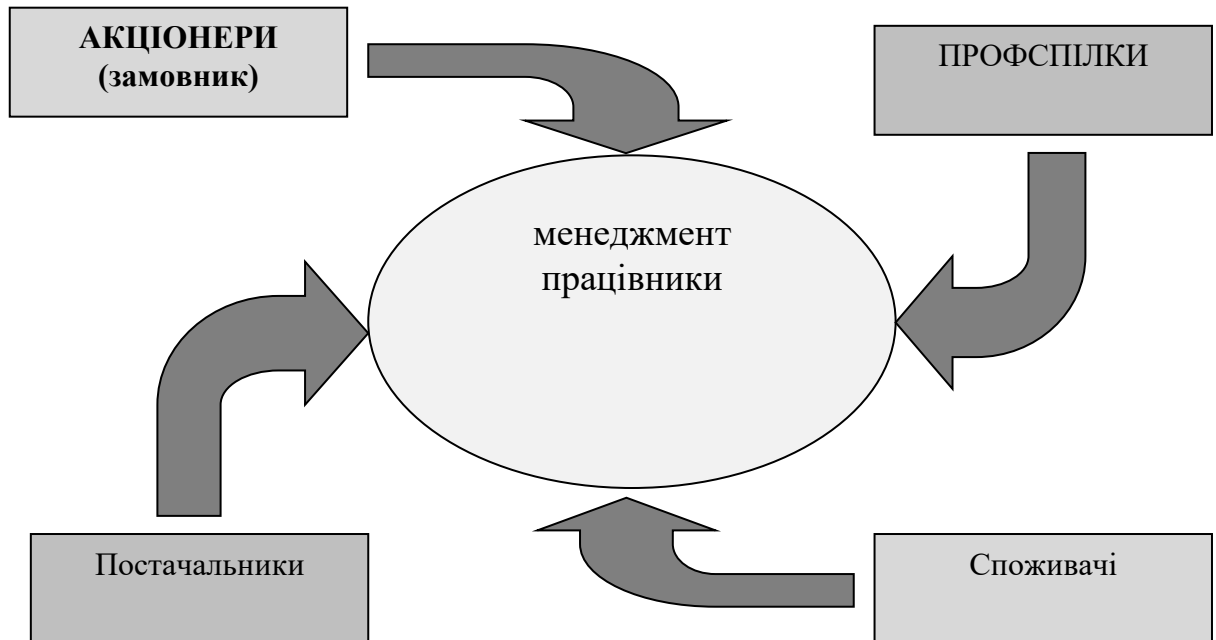 АКЦІОНЕРИ
(замовник)
ПРОФСПІЛКИ
менеджмент
працівники
Постачальники
Споживачі